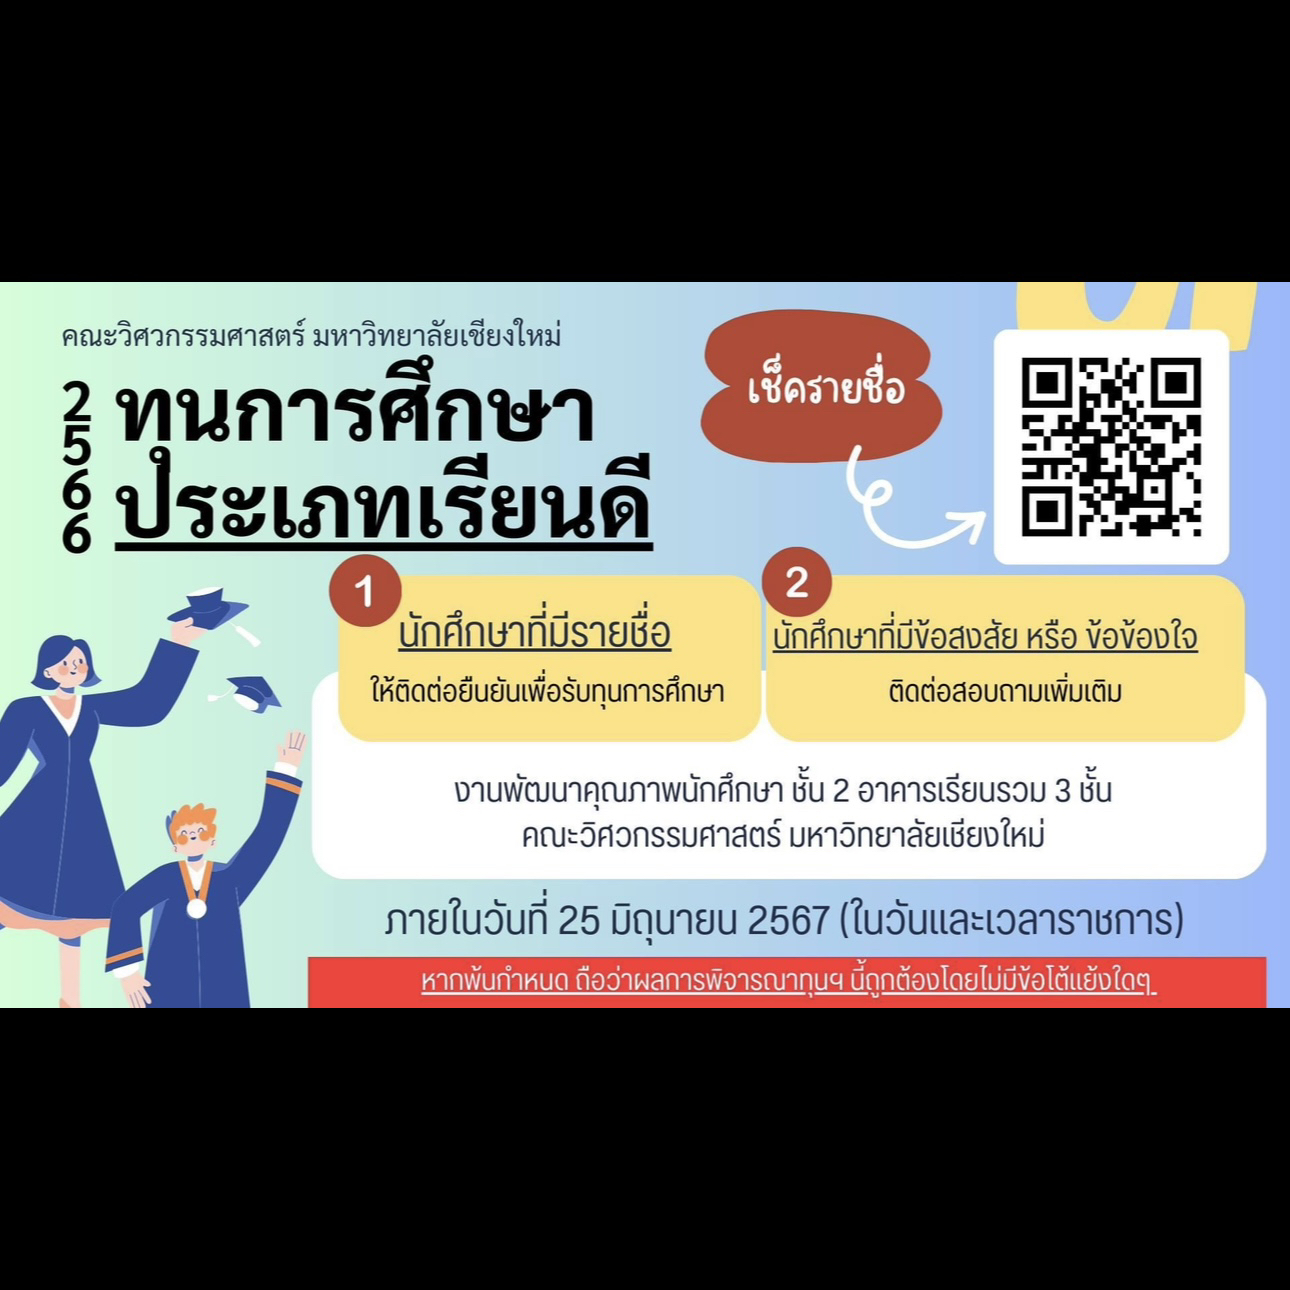 คณะวิศวกรรมศาสตร์ มหาวิทยาลัยเชียงใหม่
2566
ทุนการศึกษา
ประเภทเรียนดี
เช็ครายชื่อ
1
นักศึกษาที่มีรายชื่อ
ให้ติดต่อยืนยันเพื่อรับทุนการศึกษา
2
นักศึกษาที่มีข้อสงสัย หรือ ข้อข้องใจ
ติดต่อสอบถามเพิ่มเติม
งานพัฒนาคุณภาพนักศึกษา ชั้น 2 อาคารเรียนรวม 3 ชั้น
คณะวิศวกรรมศาสตร์ มหาวิทยาลัยเชียงใหม่
ภายในวันที่ 25 มิถุนายน 2567 (ในวันและเวลาราชการ)
หากพ้นกำหนด ถือว่าผลการพิจารณาทุนฯ นี้ถูกต้องโดยไม่มีข้อโต้แย้งใดๆ